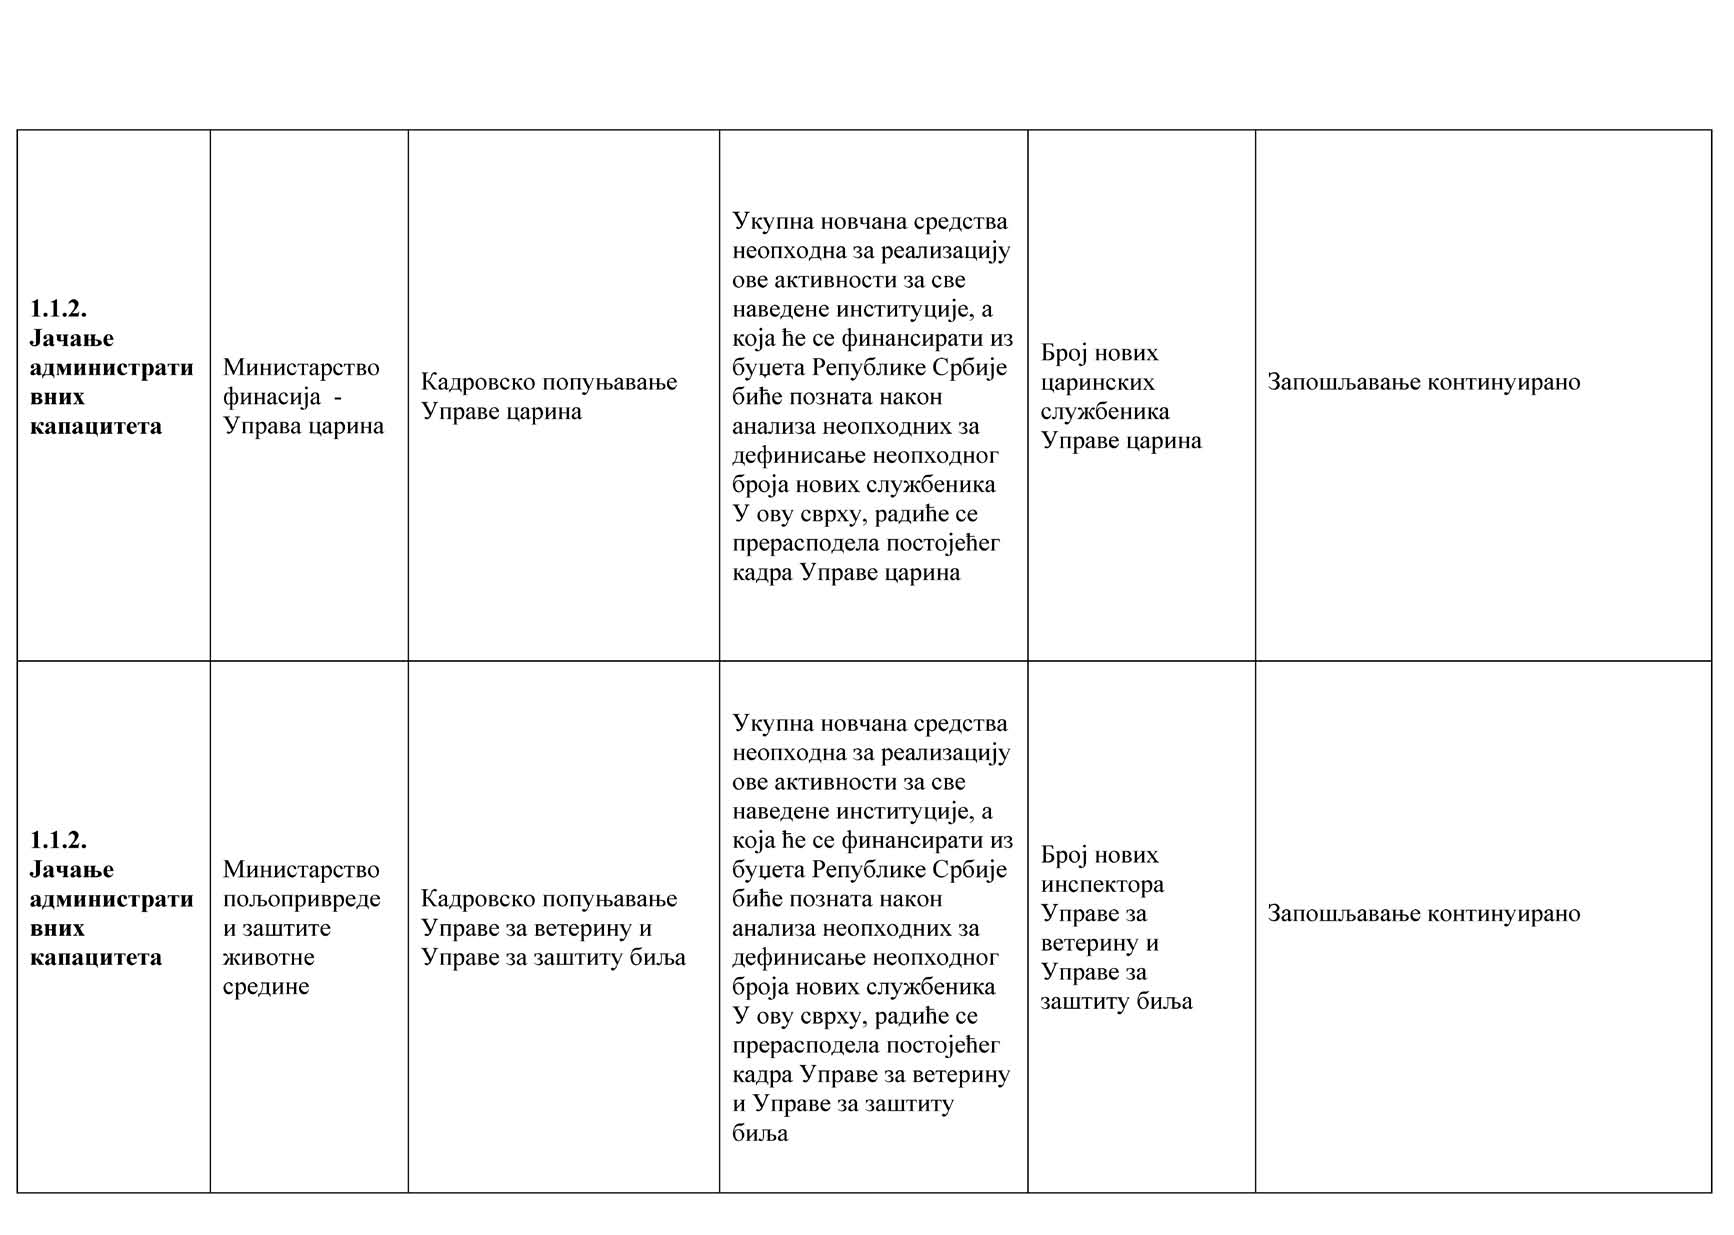 1.1.2.
Јачање
администрати
вних
капацитета
Министарство
финасија -
Управа царина
Кадровско попуњавање
Управе царина
Укупна новчана средства
неопходна за реализацију
ове активности за све
наведене институције, а
која ће се финансирати из
буџета Републике Србије
биће позната након
анализа неопходних за
дефинисање неопходног
броја нових службеника
У ову сврху, радиће се
прерасподела постојећег
кадра Управе царина
Број нових
царинских
службеника
Управе царина
Запошљавање континуирано
1.1.2.
Јачање
администрати
вних
капацитета
Министарство
пољопривреде
и заштите
животне
средине
Кадровско попуњавање
Управе за ветерину и
Управе за заштиту биља
Укупна новчана средства
неопходна за реализацију
ове активности за све
наведене институције, а
која ће се финансирати из
буџета Републике Србије
биће позната након
анализа неопходних за
дефинисање неопходног
броја нових службеника
У ову сврху, радиће се
прерасподела постојећег
кадра Управе за ветерину
и Управе за заштиту
биља
Број нових
инспектора
Управе за
ветерину и
Управе за
заштиту биља
Запошљавање континуирано